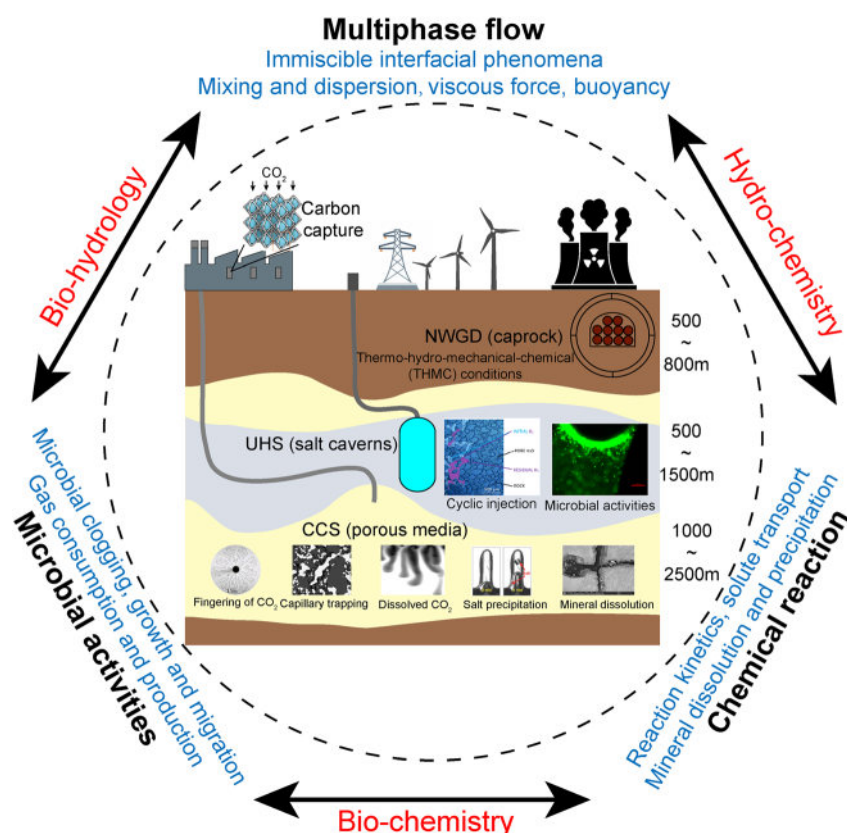 Multiphase flow
Immiscible interfacial phenomena
Mixing and dispersion, viscous force, buoyancy
Bio-hydrology
Hydro-chemistry
CO₂
Carbon
capture
NWGD (caprock)
Thermo-hydro-mechanical-chemical
(THMC) conditions
500
~
800m
UHS (salt caverns)
Cyclic injection
Microbial activities
500
~
1500m
CCS (porous media)
Fingering of CO₂
Capillary trapping
Dissolved CO₂
Salt precipitation
Mineral dissolution
1000
~
2500m
Microbial clogging, growth and migration
Gas consumption and production
Microbial activities
Reaction kinetics, solute transport
Mineral dissolution and precipitation
Chemical reaction
Bio-chemistry